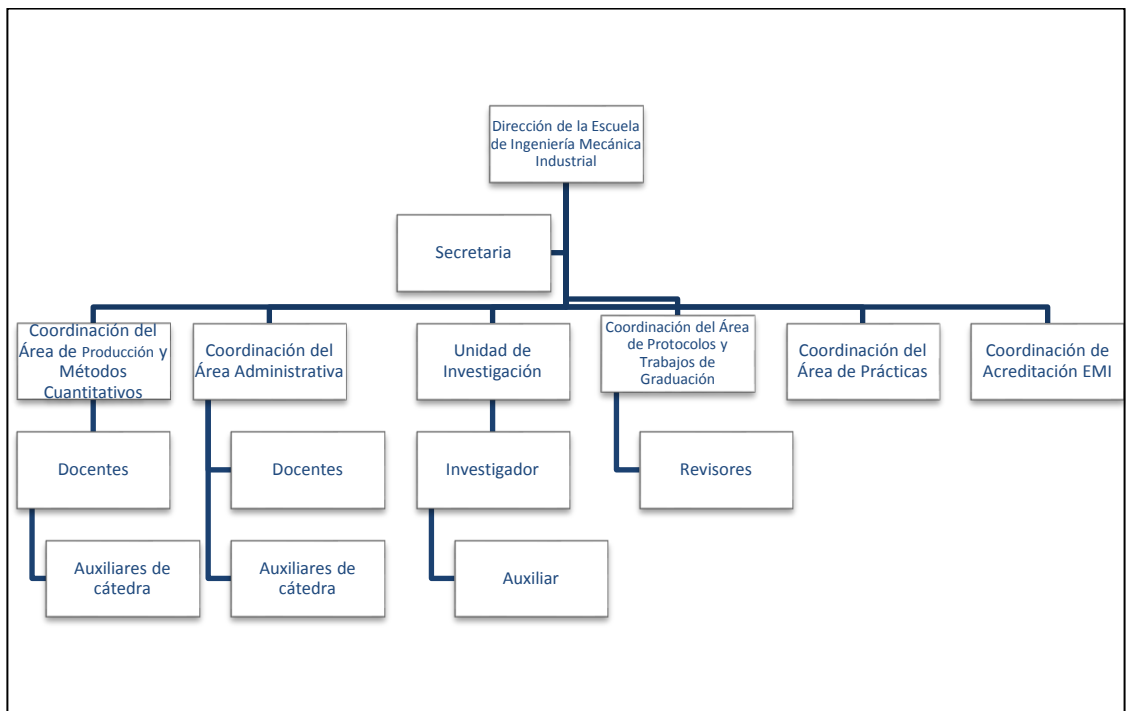 Dirección de la Escuela
de Ingeniería Mecánica
Industrial
Secretaria
Coordinación del
Área de Producción y
Métodos
Cuantitativos
Coordinación del
Área Administrativa
Unidad de
Investigación
Coordinación del Área
de Protocolos y
Trabajos de
Graduación
Coordinación del
Área de Prácticas
Coordinación de
Acreditación EMI
Docentes
Docentes
Investigador
Revisores
Auxiliares de
cátedra
Auxiliares de
cátedra
Auxiliar